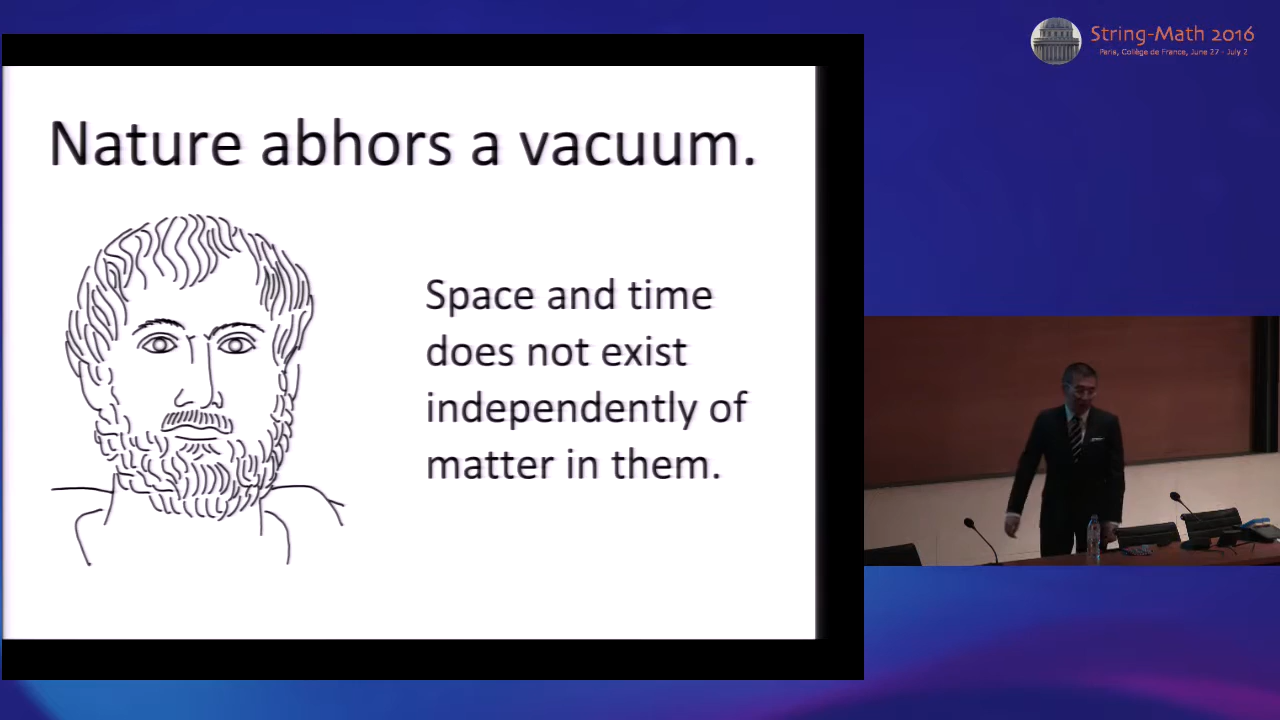 String-Math 2016
Paris, Collège de France, June 27 - July 2
Nature abhors a vacuum.
Space and time
does not exist
independently of
matter in them.